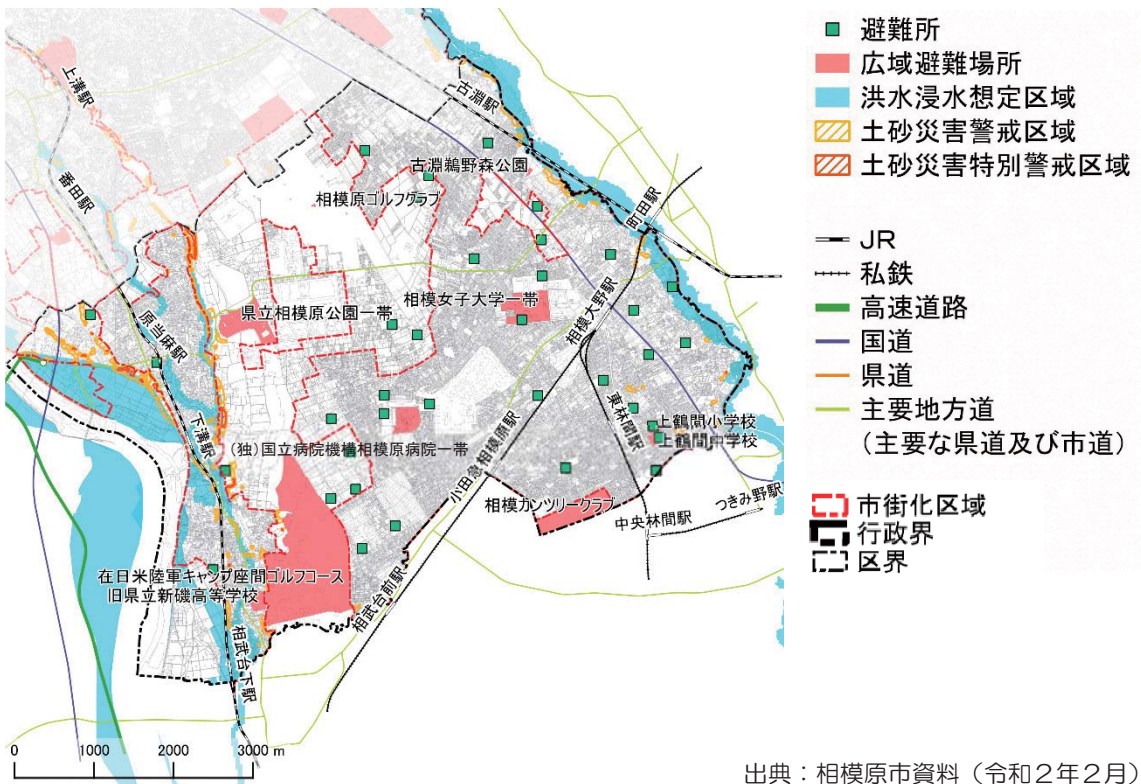 上溝駅
古淵駅
番田駅
古淵鵜野森公園
町田駅
相模原ゴルフクラブ
原当麻駅
県立相模原公園一帯
相模女子大学一帯
相模大野駅
下溝駅
東林間駅
上鶴間小学校
上鶴間中学校
(独)国立病院機構相模原病院一帯
小田急相模原駅
相模カンツリークラブ
つきみ野駅
中央林間駅
在日米陸軍キャンプ座間ゴルフコース
旧県立新磯高等学校
相武台前駅
相武台下駅
0 1000 2000 3000 m
避難所
広域避難場所
洪水浸水想定区域
土砂災害警戒区域
土砂災害特別警戒区域
JR
私鉄
高速道路
国道
県道
主要地方道
(主要な県道及び市道)
市街化区域
行政界
区界
出典：相模原市資料（令和２年２月）